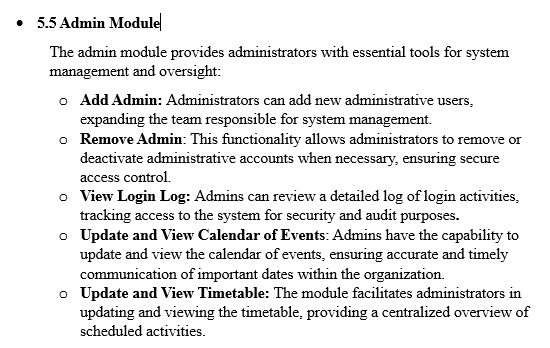 • 5.5 Admin Module
The admin module provides administrators with essential tools for system
management and oversight:
o Add Admin: Administrators can add new administrative users,
expanding the team responsible for system management.
o Remove Admin: This functionality allows administrators to remove or
deactivate administrative accounts when necessary, ensuring secure
access control.
o View Login Log: Admins can review a detailed log of login activities,
tracking access to the system for security and audit purposes.
o Update and View Calendar of Events: Admins have the capability to
update and view the calendar of events, ensuring accurate and timely
communication of important dates within the organization.
o Update and View Timetable: The module facilitates administrators in
updating and viewing the timetable, providing a centralized overview of
scheduled activities.